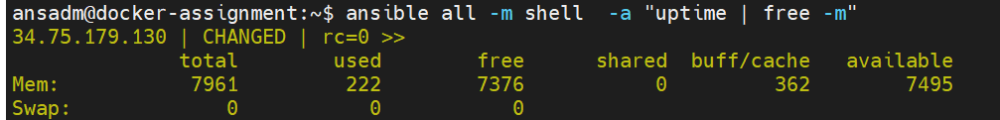 ansadm@docker-assignment:~$ ansible all -m shell  -a "uptime | free -m"
34.75.179.130 | CHANGED | rc=0 >>
              total        used        free      shared  buff/cache   available
Mem:           7961         222        7376           0         362        7495
Swap:             0           0           0